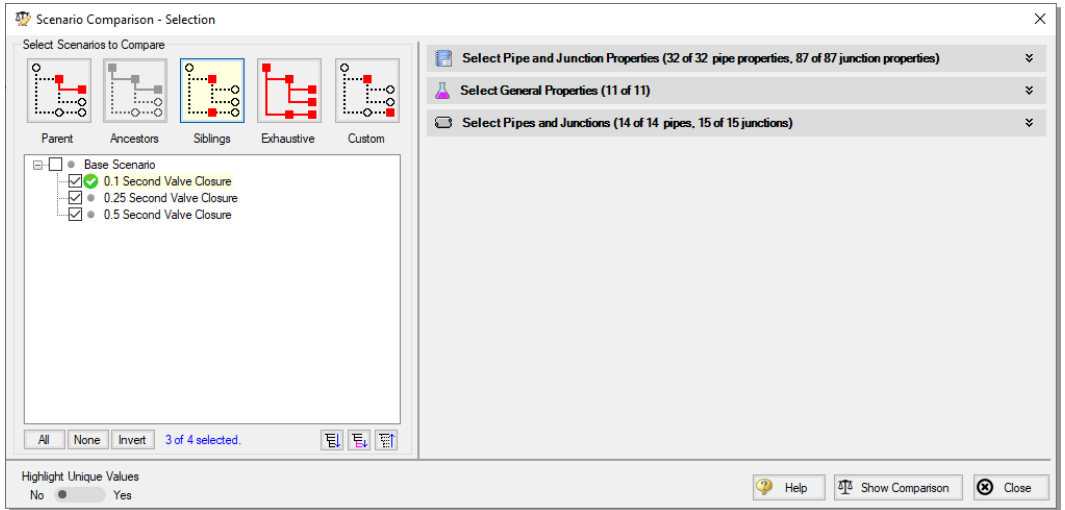 Scenario Comparison - Selection
Select Scenarios to Compare
Parent Ancestors Siblings Exhaustive Custom
Base Scenario
0.1 Second Valve Closure
0.25 Second Valve Closure
0.5 Second Valve Closure
All None Invert 3 of 4 selected.
Select Pipe and Junction Properties (32 of 32 pipe properties, 87 of 87 junction properties)
Select General Properties (11 of 11)
Select Pipes and Junctions (14 of 14 pipes, 15 of 15 junctions)
Highlight Unique Values
No Yes
Help Show Comparison Close